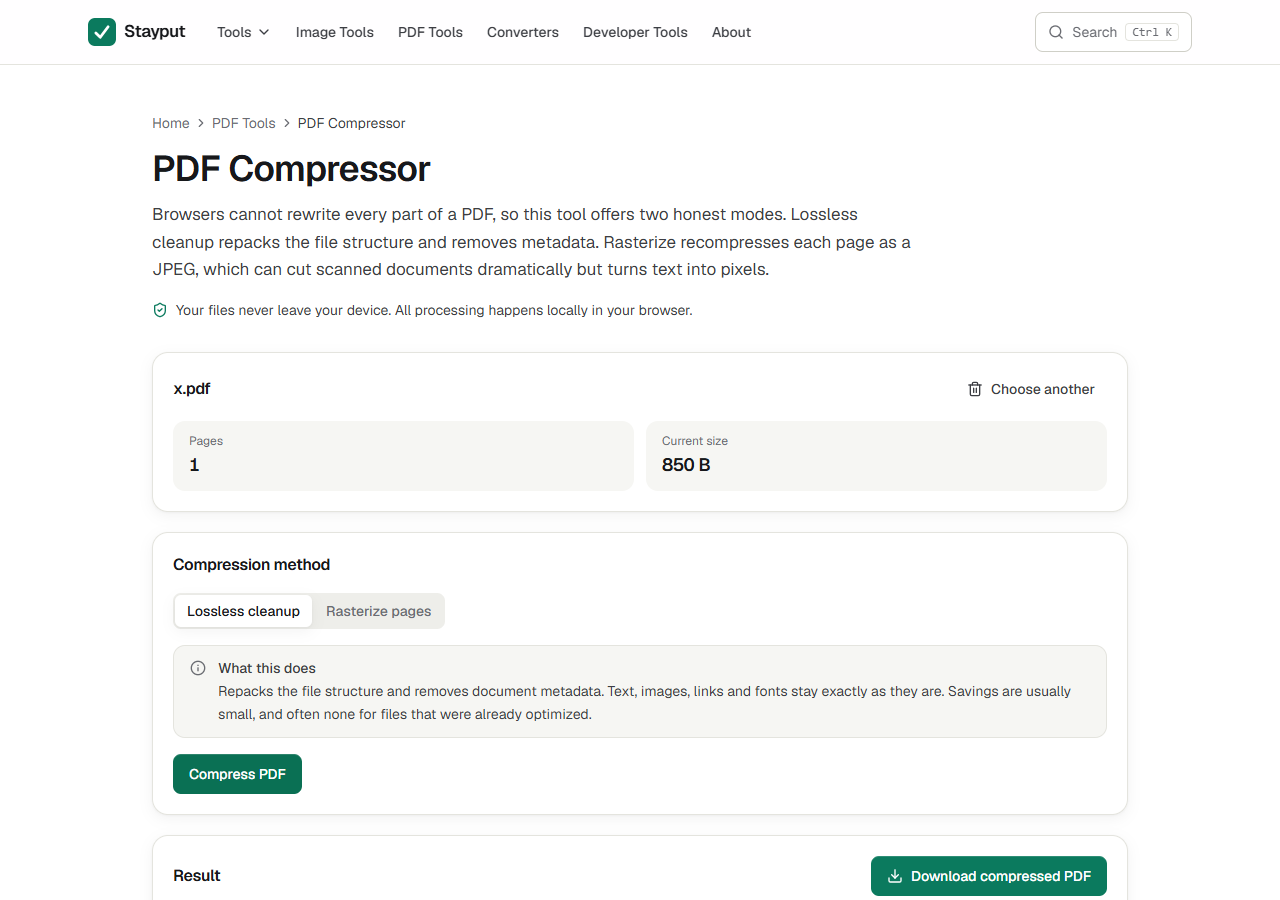 Stayput
Tools
Image Tools
PDF Tools
Converters
Developer Tools
About
Search
Ctrl K
Home > PDF Tools > PDF Compressor
PDF Compressor
Browsers cannot rewrite every part of a PDF, so this tool offers two honest modes. Lossless
cleanup repacks the file structure and removes metadata. Rasterize recompresses each page as a
JPEG, which can cut scanned documents dramatically but turns text into pixels.
Your files never leave your device. All processing happens locally in your browser.
x.pdf
Choose another
Pages
1
Current size
850 B
Compression method
Lossless cleanup
Rasterize pages
What this does
Repacks the file structure and removes document metadata. Text, images, links and fonts stay exactly as they are. Savings are usually
small, and often none for files that were already optimized.
Compress PDF
Result
Download compressed PDF